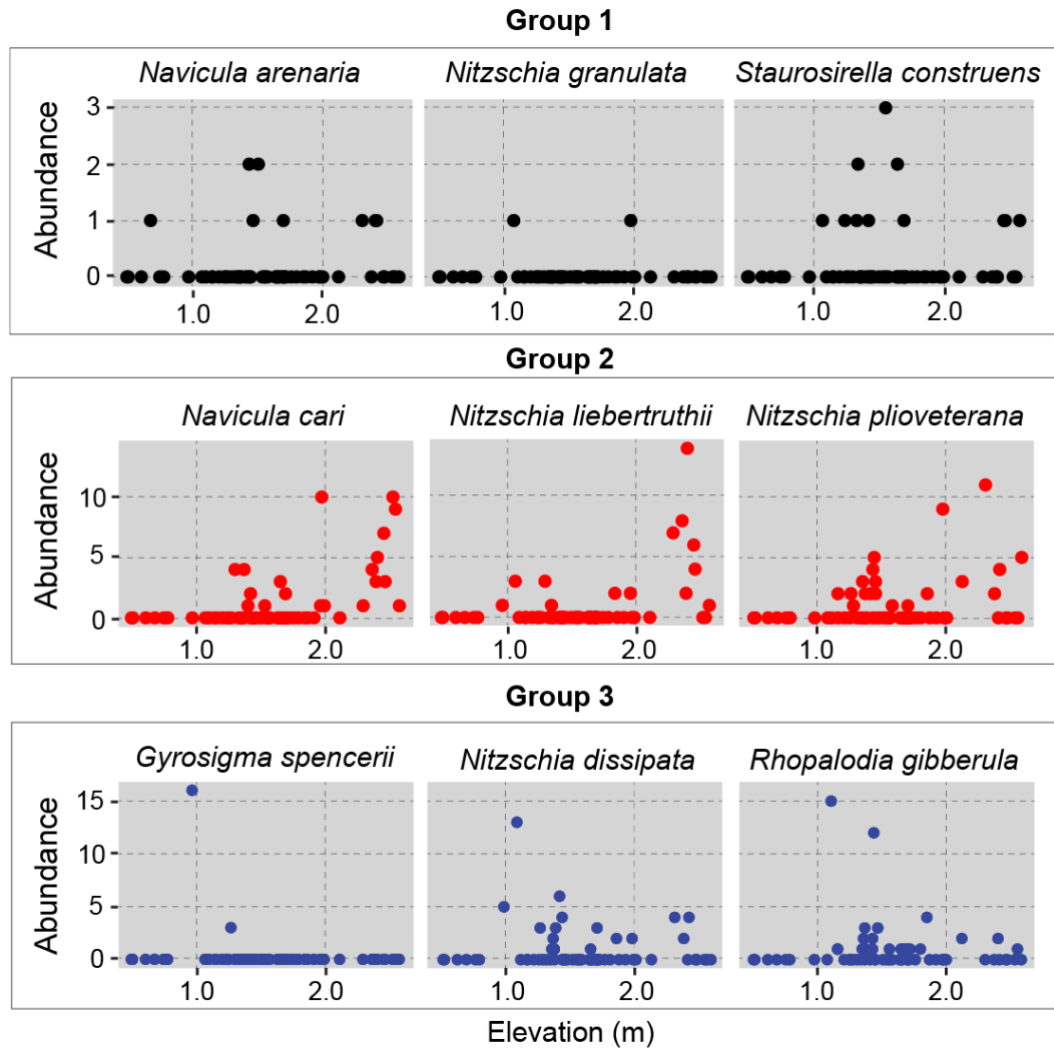 Group 1
Navicula arenaria Nitzschia granulata Staurosirella construens
Abundance
3
2
1
0
1.0 2.0 1.0 2.0 1.0 2.0
Group 2
Navicula cari Nitzschia liebertruthii Nitzschia plioveterana
Abundance
10
5
0
1.0 2.0 1.0 2.0 1.0 2.0
Group 3
Gyrosigma spencerii Nitzschia dissipata Rhopalodia gibberula
Abundance
15
10
5
0
1.0 2.0 1.0 2.0 1.0 2.0
Elevation (m)